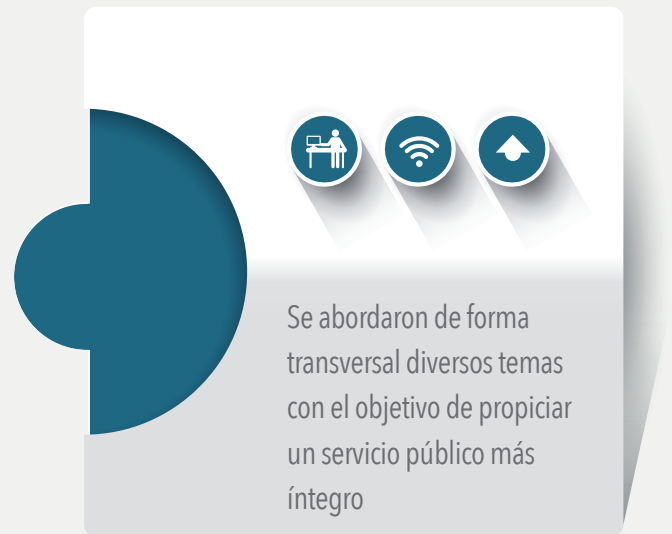 Se abordaron de forma
transversal diversos temas
con el objetivo de propiciar
un servicio público más
íntegro